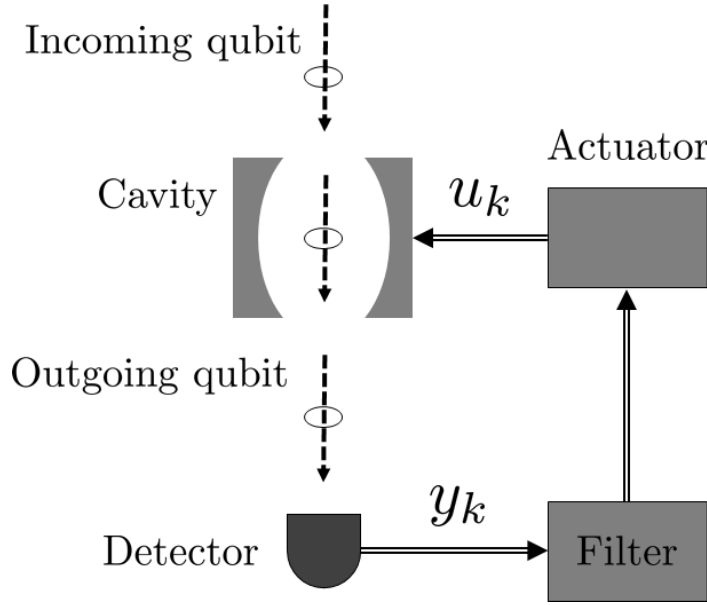 Incoming qubit
Actuator
Cavity
u_k
Outgoing qubit
y_k
Detector
Filter